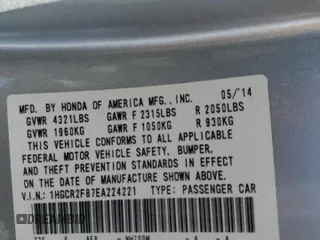 05/'14
MFD. BY HONDA OF AMERICA MFG., INC.
GVWR 4321LBS GAWR F 2315LBS R 2050LBS
GVWR 1960KG GAWR F 1050KG R 930KG
THIS VEHICLE CONFORMS TO ALL APPLICABLE
FEDERAL MOTOR VEHICLE SAFETY, BUMPER,
AND THEFT PREVENTION STANDARDS IN EFFECT
ON THE DATE OF MANUFACTURE SHOWN ABOVE.
V.I.N.: 1HGCR2F87EA224221 TYPE: PASSENGER CAR